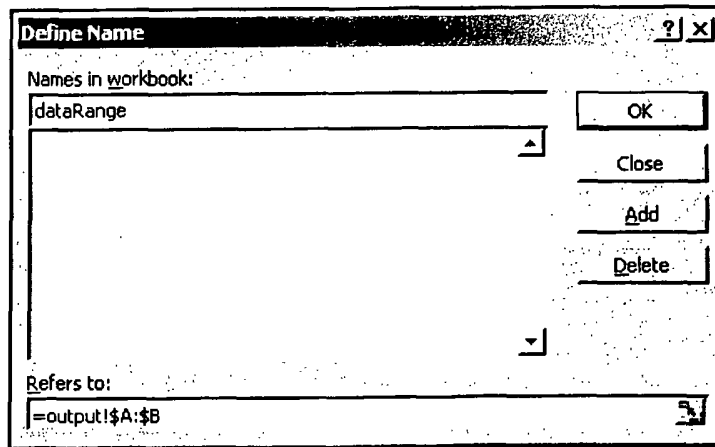 Define Name
? ×
Names in workbook:
dataRange
OK
Close
Add
Delete
Refers to:
=output!$A:$B